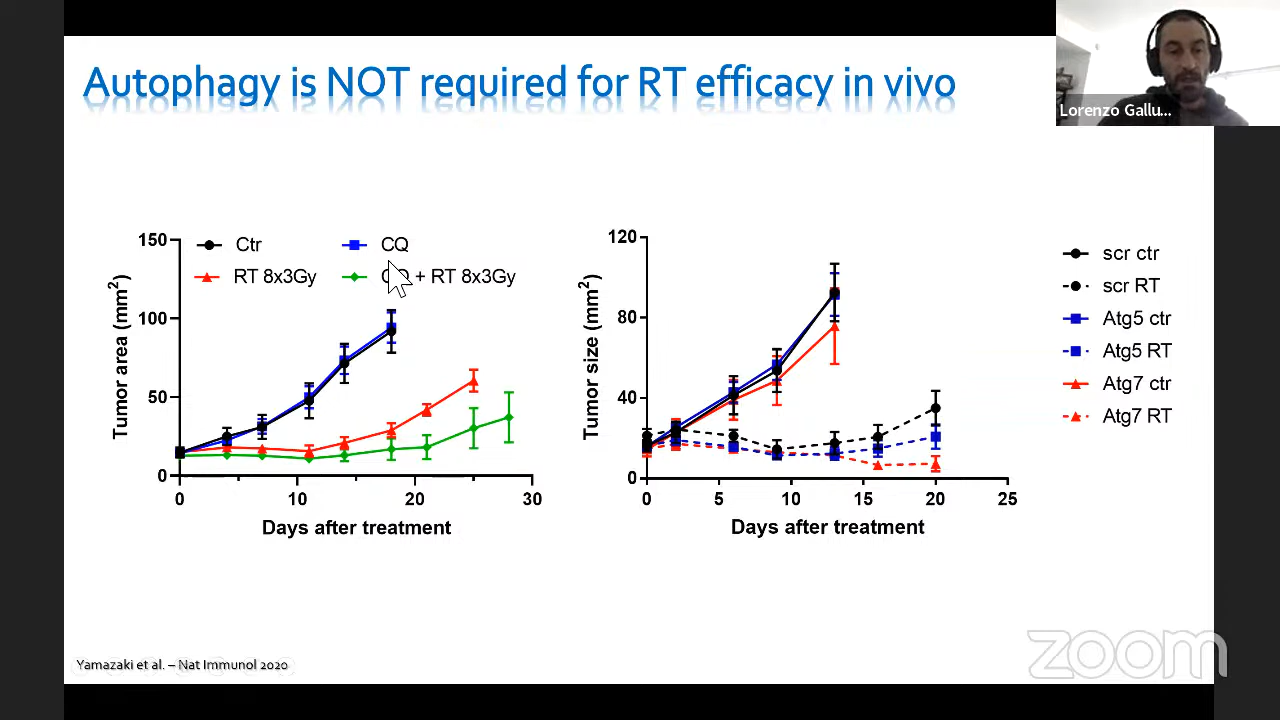 Autophagy is NOT required for RT efficacy in vivo
Lorenzo Gallu...
150
100
50
0
0
10
20
30
Tumor area (mm²)
Days after treatment
Ctr
CQ
RT 8x3Gy
+ RT 8x3Gy
120
80
40
0
0
5
10
15
20
25
Tumor size (mm²)
Days after treatment
scr ctr
scr RT
Atg5 ctr
Atg5 RT
Atg7 ctr
Atg7 RT
Yamazaki et al. – Nat Immunol 2020
zoom